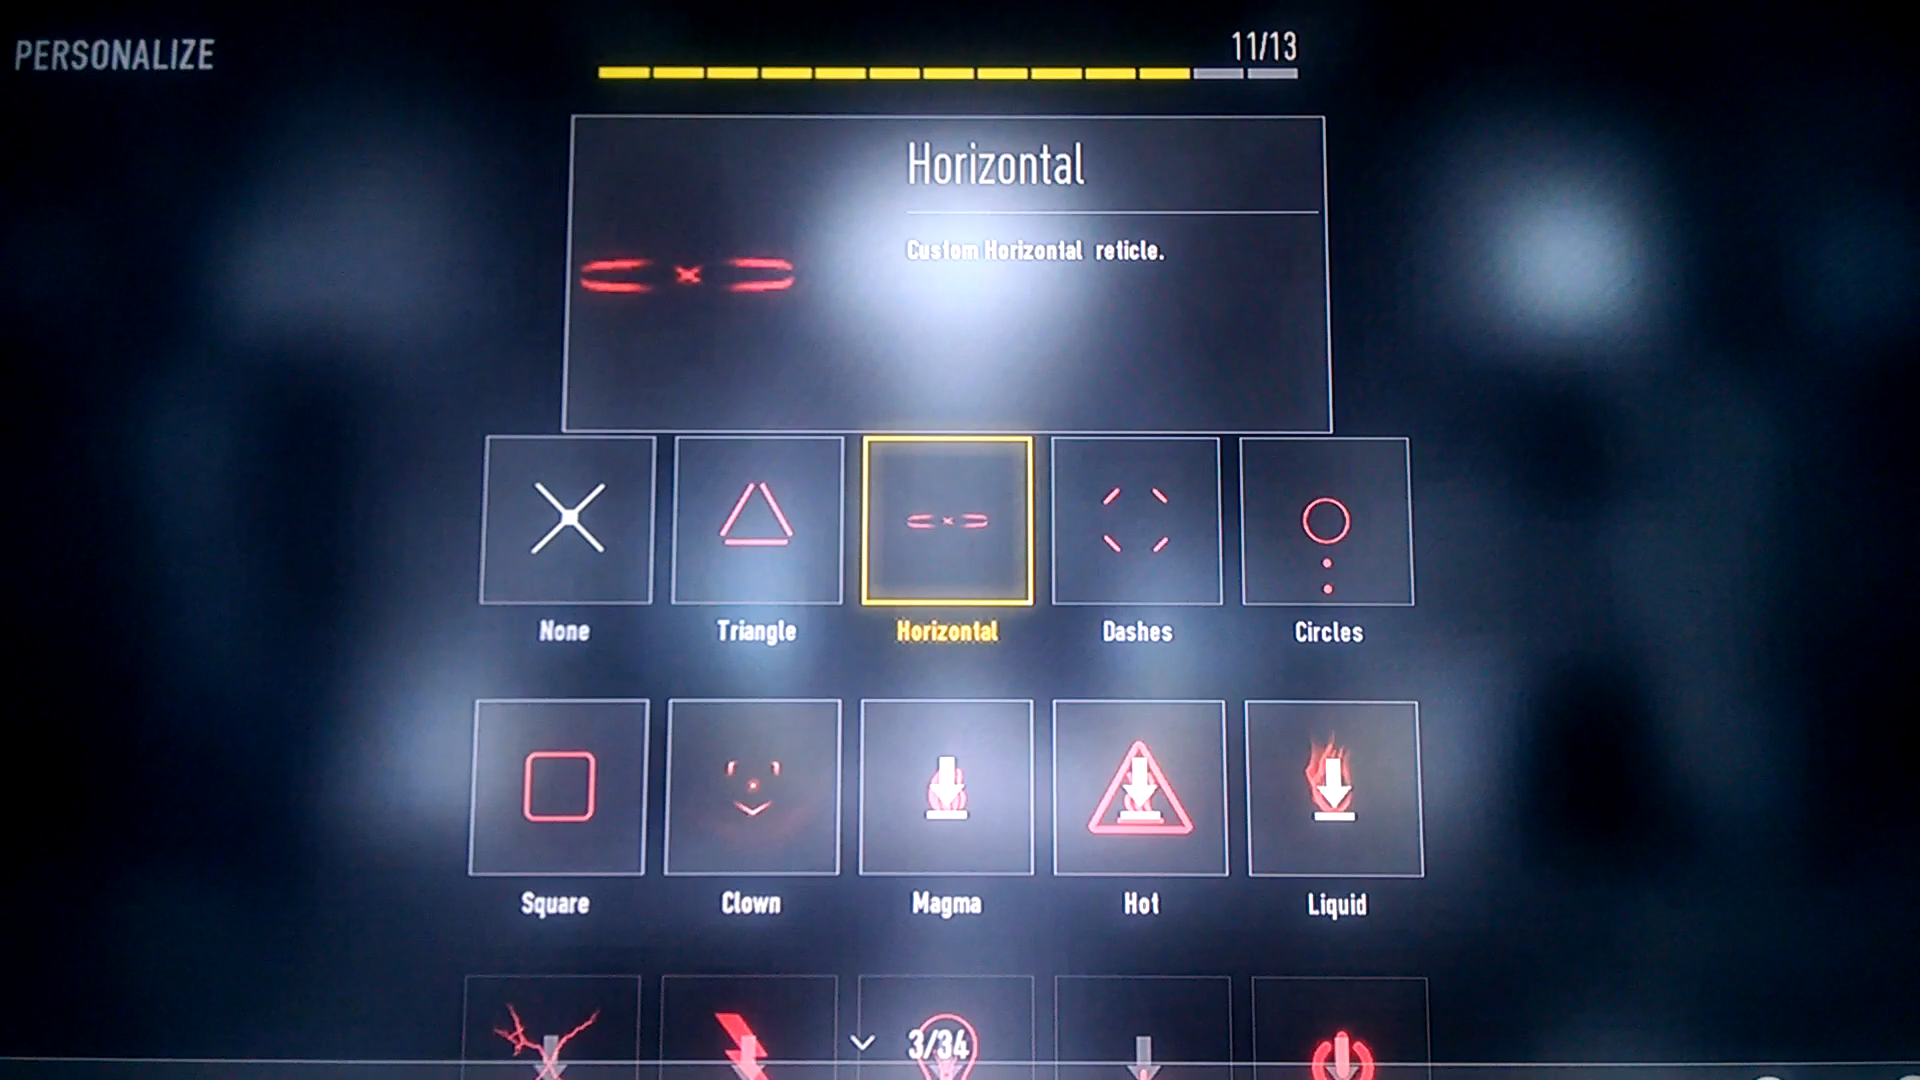 PERSONALIZE
11/13
Horizontal
Custom Horizontal reticle.
None
Triangle
Horizontal
Dashes
Circles
Square
Clown
Magma
Hot
Liquid
3/34